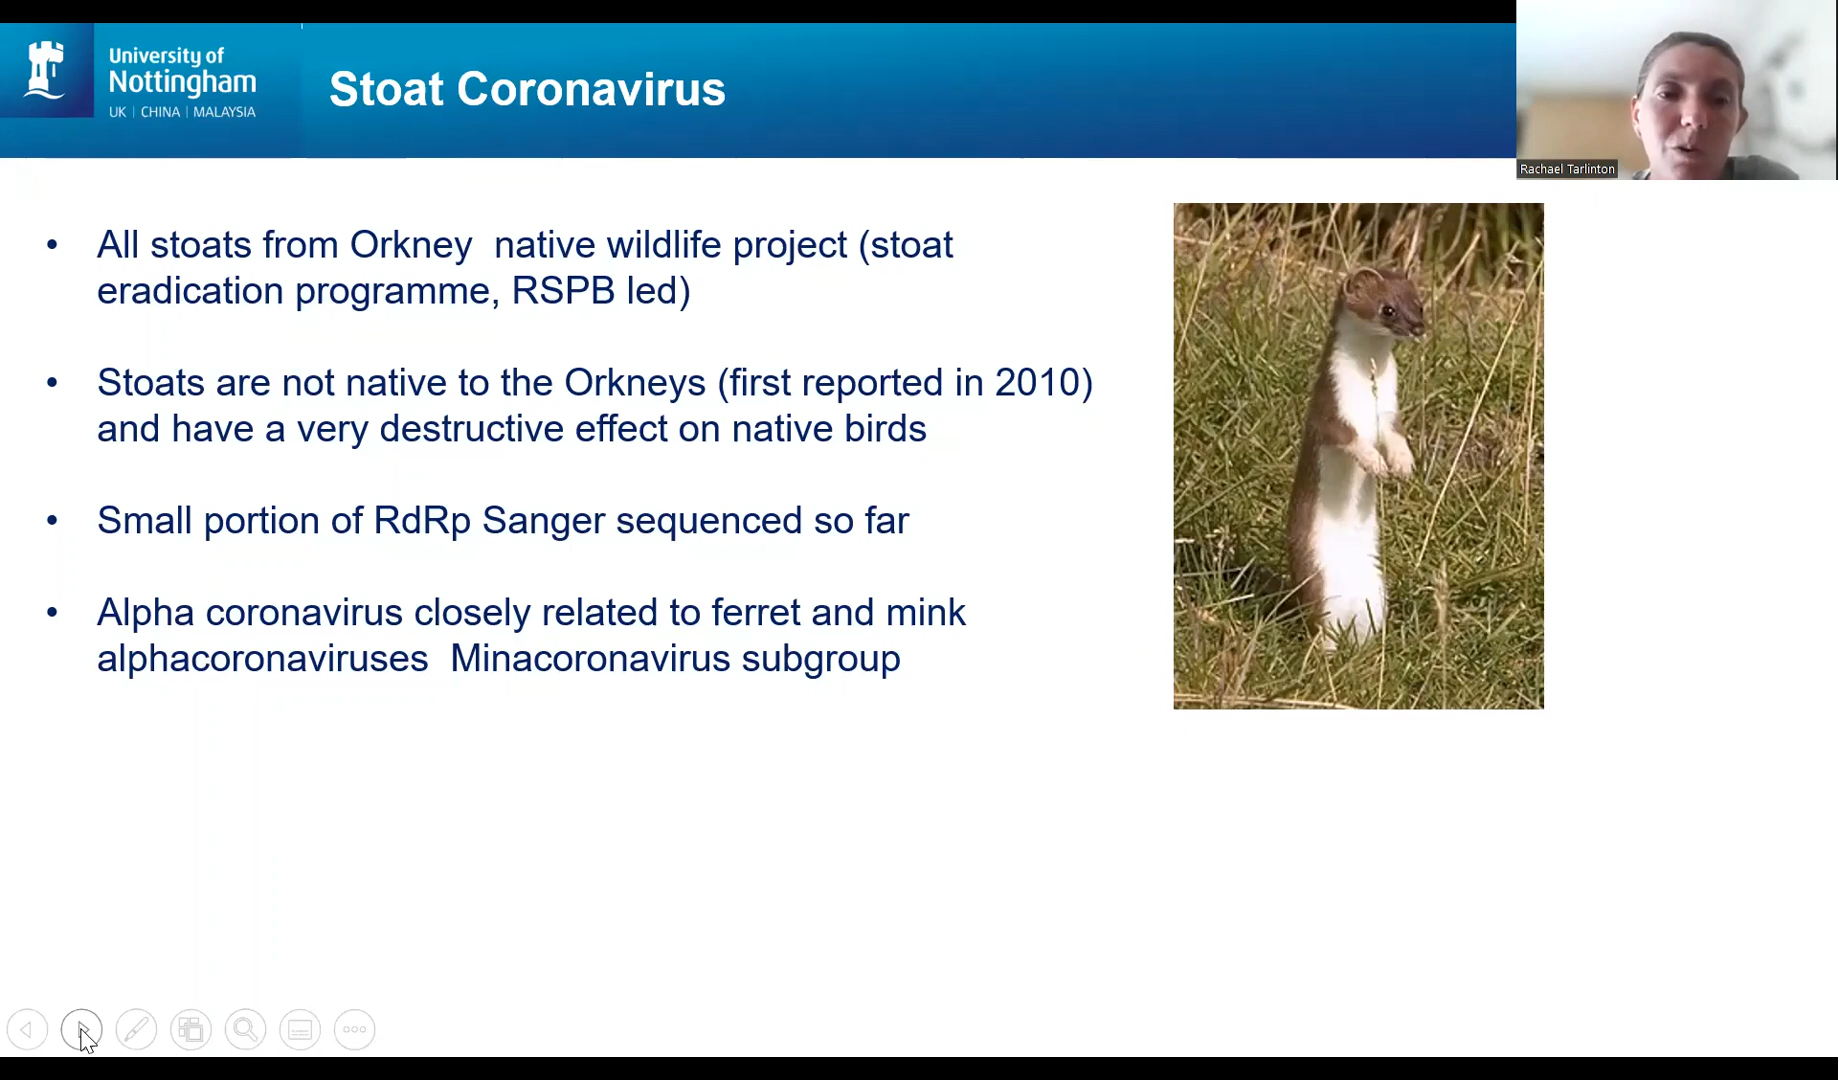 University of
Nottingham
UK | CHINA | MALAYSIA
Stoat Coronavirus
Rachael Tarlinton
• All stoats from Orkney native wildlife project (stoat
eradication programme, RSPB led)
• Stoats are not native to the Orkneys (first reported in 2010)
and have a very destructive effect on native birds
• Small portion of RdRp Sanger sequenced so far
• Alpha coronavirus closely related to ferret and mink
alphacoronaviruses Minacoronavirus subgroup